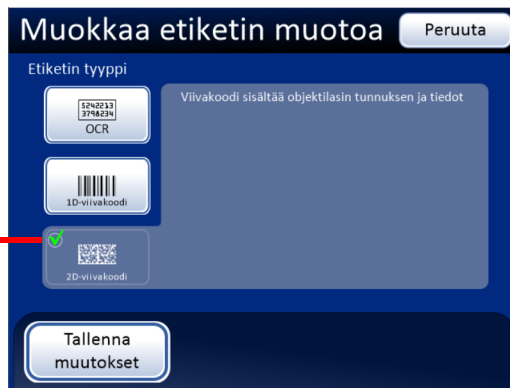 Muokkaa etiketin muotoa
Peruuta
Etiketin tyyppi
5242213
3798234
OCR
Viivakoodi sisältää objektilasin tunnuksen ja tiedot
1D-viivakoodi
2D-viivakoodi
Tallenna
muutokset